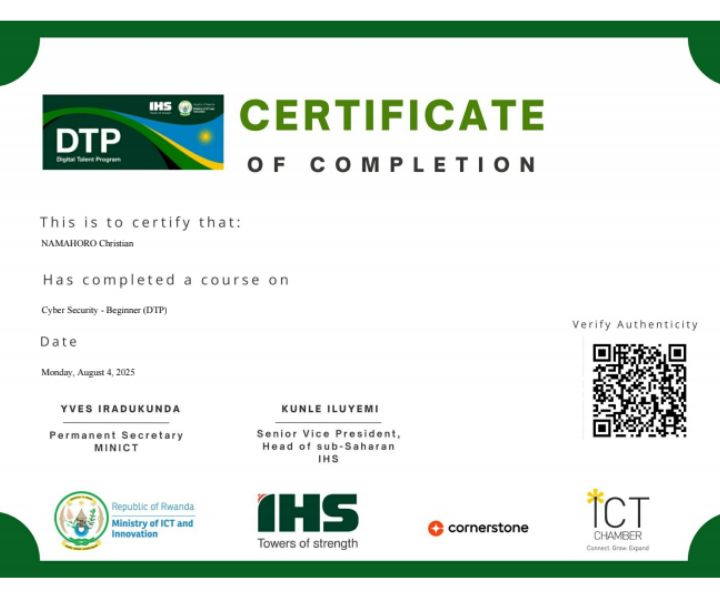 IHS
DTP
Digital Talent Program
CERTIFICATE
OF COMPLETION
This is to certify that:
NAMAHORO Christian
Has completed a course on
Cyber Security - Beginner (DTP)
Date
Monday, August 4, 2025
Verify Authenticity
YVES IRADUKUNDA
Permanent Secretary
MINICT
KUNLE ILUYEMI
Senior Vice President,
Head of sub-Saharan
IHS
Republic of Rwanda
Ministry of ICT and
Innovation
IHS
Towers of strength
cornerstone
ICT
CHAMBER
Connect. Grow. Expand